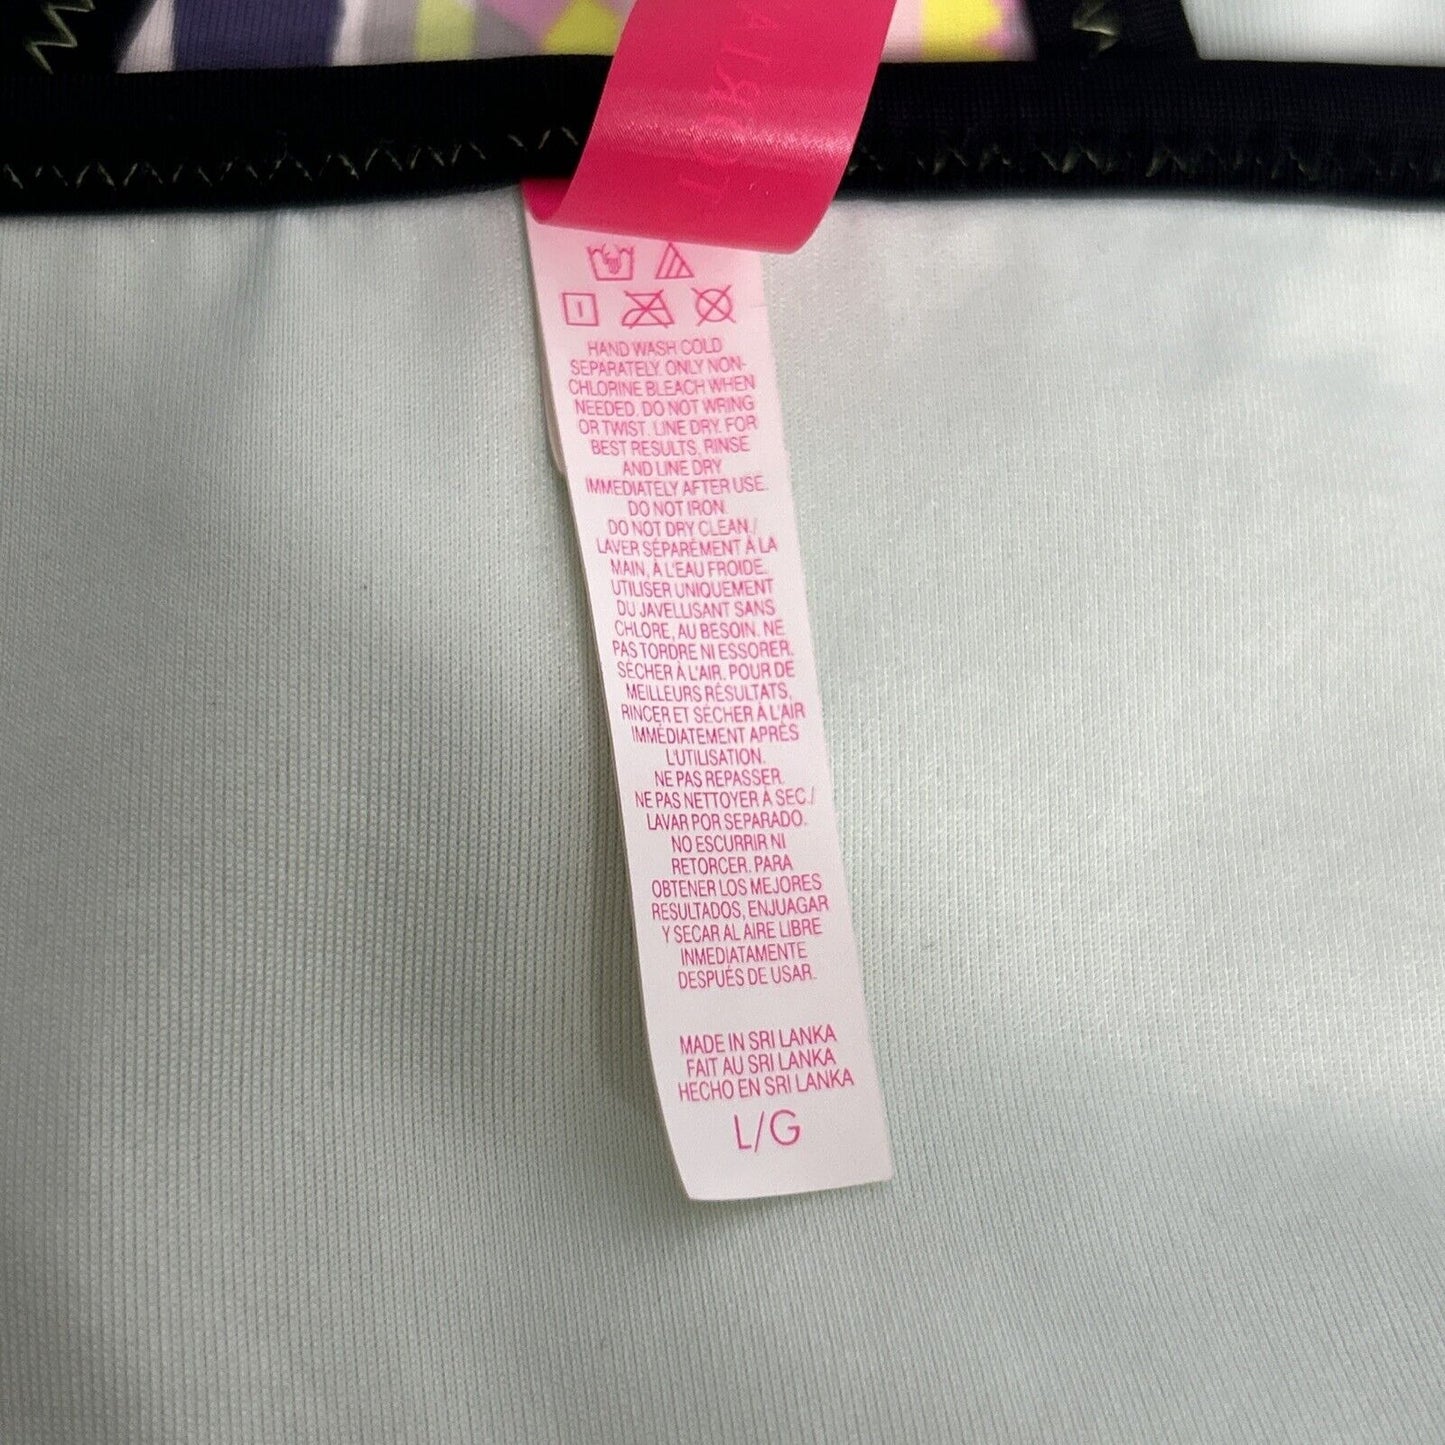 HAND WASH COLD
SEPARATELY. ONLY NON-
CHLORINE BLEACH WHEN
NEEDED. DO NOT WRING
OR TWIST. LINE DRY. FOR
BEST RESULTS, RINSE
AND LINE DRY
IMMEDIATELY AFTER USE.
DO NOT IRON.
DO NOT DRY CLEAN./
LAVER SÉPARÉMENT À LA
MAIN, À L'EAU FROIDE.
UTILISER UNIQUEMENT
DU JAVELLISANT SANS
CHLORE, AU BESOIN. NE
PAS TORDRE NI ESSORER.
SÉCHER À L'AIR. POUR DE
MEILLEURS RÉSULTATS,
RINCER ET SÉCHER À L'AIR
IMMÉDIATEMENT APRÈS
L'UTILISATION.
NE PAS REPASSER.
NE PAS NETTOYER À SEC./
LAVAR POR SEPARADO.
NO ESCURRIR NI
RETORCER. PARA
OBTENER LOS MEJORES
RESULTADOS, ENJUAGAR
Y SECAR AL AIRE LIBRE
INMEDIATAMENTE
DESPUÉS DE USAR.
MADE IN SRI LANKA
FAIT AU SRI LANKA
HECHO EN SRI LANKA
L/G